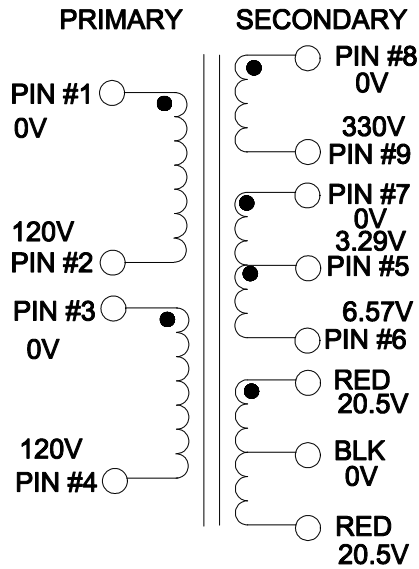 PRIMARY SECONDARY
PIN #1
0V
120V
PIN #2
PIN #3
0V
120V
PIN #4
PIN #8
0V
330V
PIN #9
PIN #7
0V
3.29V
PIN #5
6.57V
PIN #6
RED
20.5V
BLK
0V
RED
20.5V